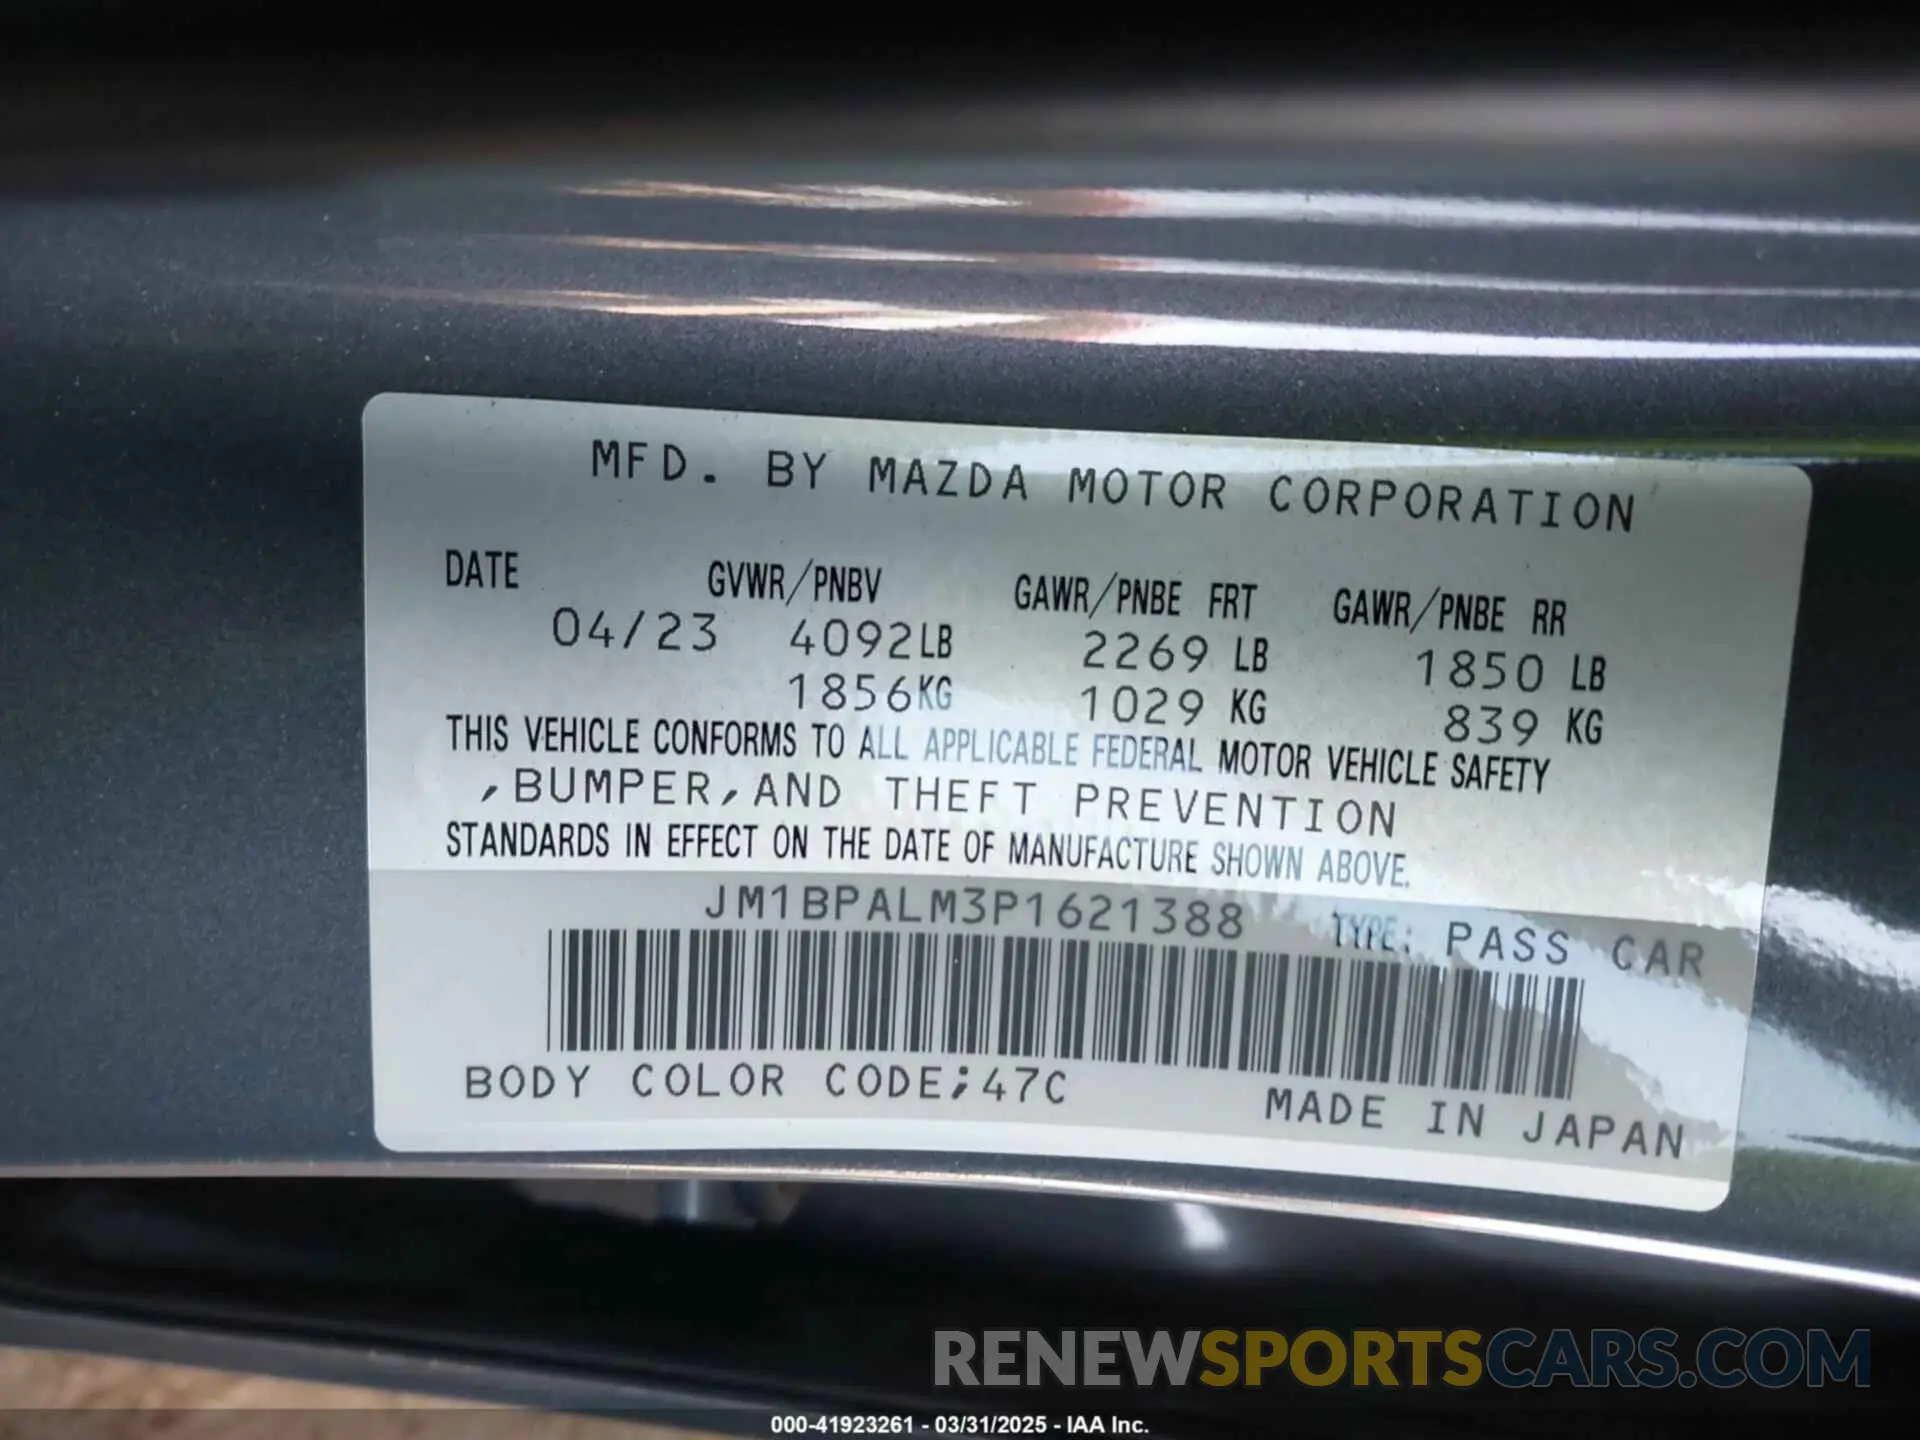 MFD. BY MAZDA MOTOR CORPORATION
DATE GVWR/PNBV GAWR/PNBE FRT GAWR/PNBE RR
04/23 4092LB 2269 LB 1850 LB
1856KG 1029 KG 839 KG
THIS VEHICLE CONFORMS TO ALL APPLICABLE FEDERAL MOTOR VEHICLE SAFETY
,BUMPER,AND THEFT PREVENTION
STANDARDS IN EFFECT ON THE DATE OF MANUFACTURE SHOWN ABOVE.
JM1BPALM3P1621388 TYPE: PASS CAR
BODY COLOR CODE;47C MADE IN JAPAN
RENEWSPORTSCARS.COM
000-41923261 - 03/31/2025 - IAA Inc.